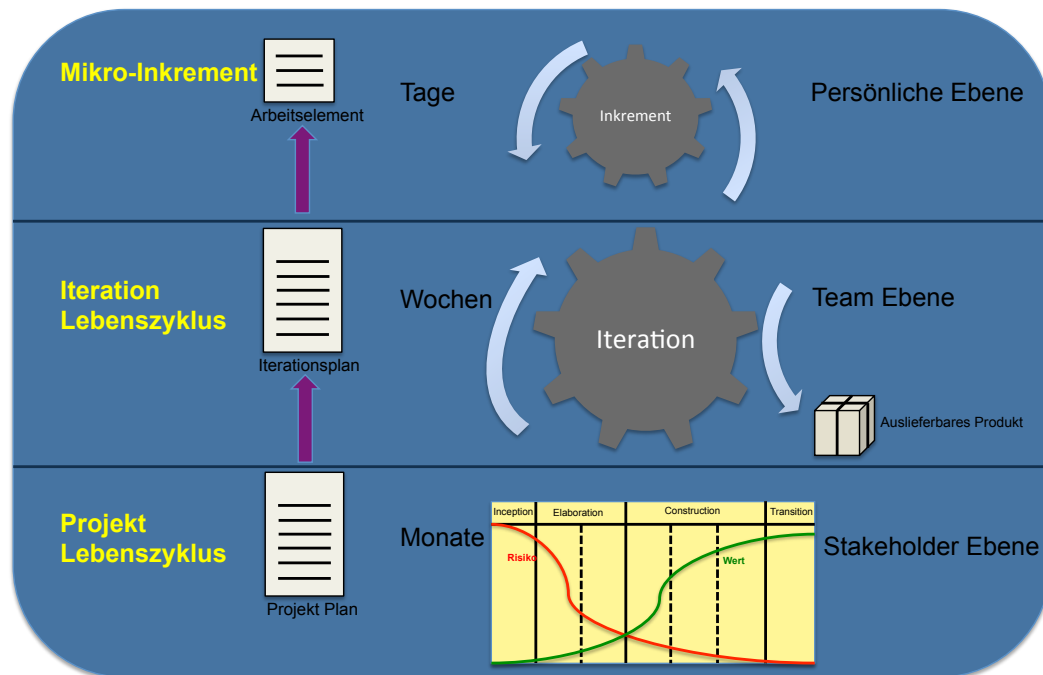 Mikro-Inkrement
Arbeitselement
Tage
Inkrement
Persönliche Ebene
Iteration
Lebenszyklus
Iterationsplan
Wochen
Iteration
Team Ebene
Auslieferbares Produkt
Projekt
Lebenszyklus
Projekt Plan
Monate
Inception
Elaboration
Construction
Transition
Risiko
Wert
Stakeholder Ebene